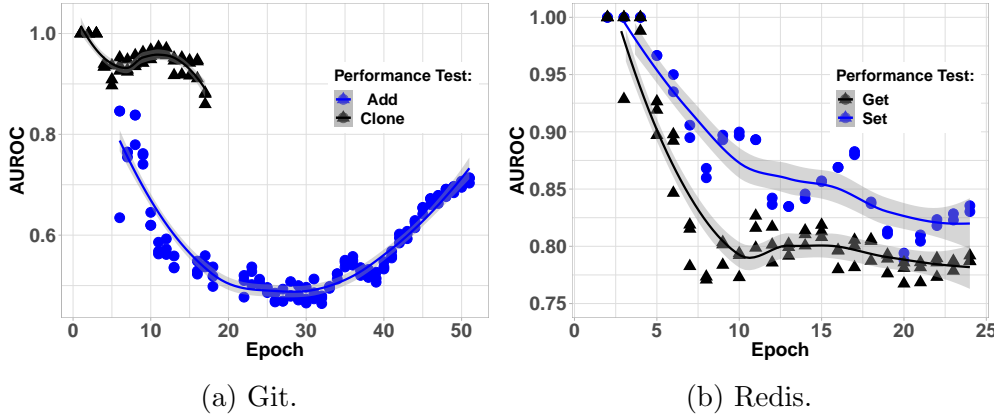 1.0
0.8
0.6
AUROC
0 10 20 30 40 50
Epoch
Performance Test:
Add
Clone
(a) Git.
1.00
0.95
0.90
0.85
0.80
0.75
AUROC
0 5 10 15 20 25
Epoch
Performance Test:
Get
Set
(b) Redis.